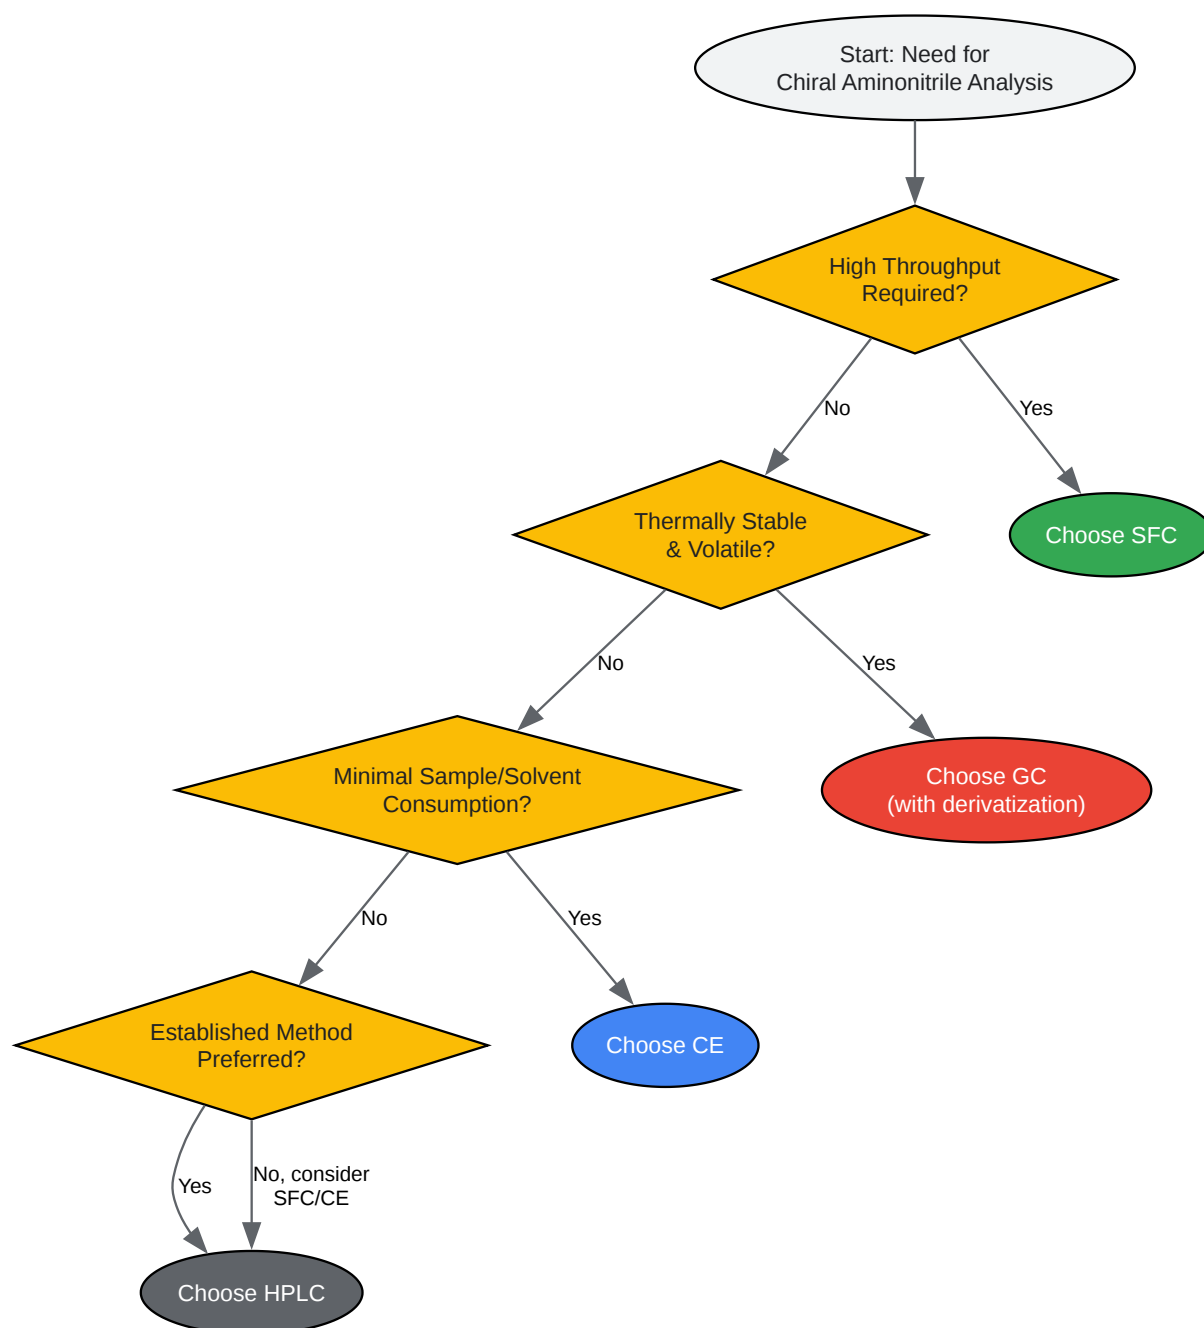 Start: Need for
Chiral Aminonitrile Analysis
High Throughput
Required?
No
Yes
Thermally Stable
& Volatile?
Choose SFC
No
Yes
Minimal Sample/Solvent
Consumption?
Choose GC
(with derivatization)
No
Yes
Established Method
Preferred?
Choose CE
Yes
No, consider
SFC/CE
Choose HPLC